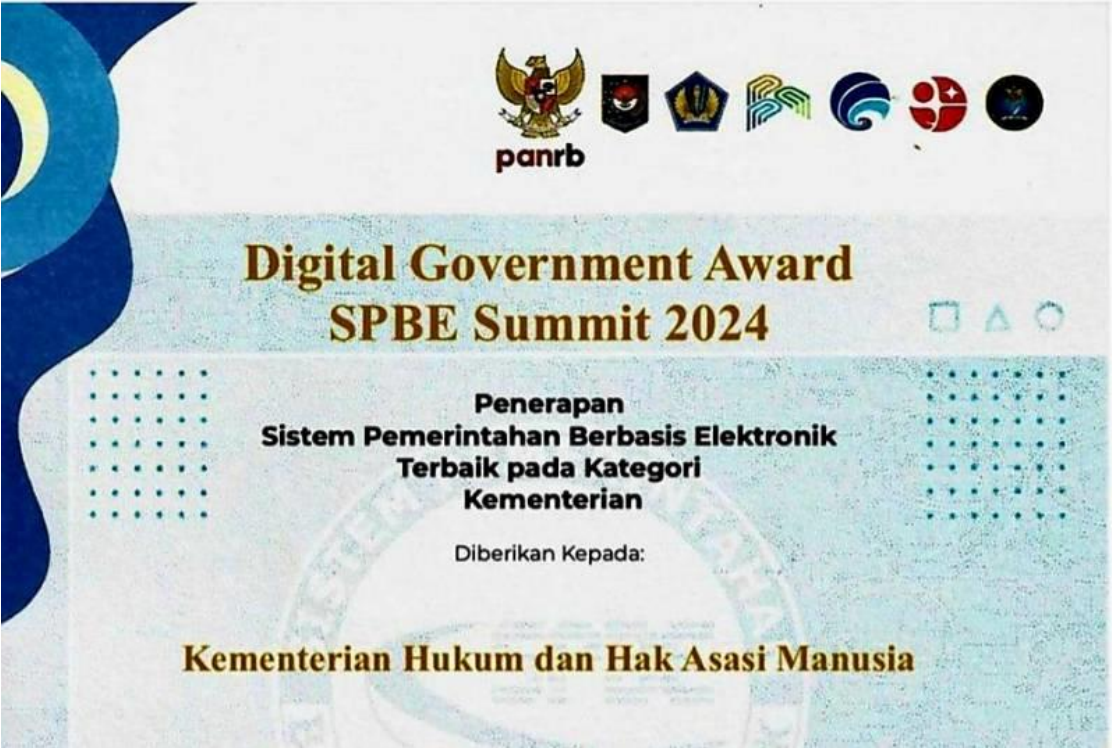 panrb
Digital Government Award
SPBE Summit 2024
Penerapan
Sistem Pemerintahan Berbasis Elektronik
Terbaik pada Kategori
Kementerian
Diberikan Kepada:
Kementerian Hukum dan Hak Asasi Manusia